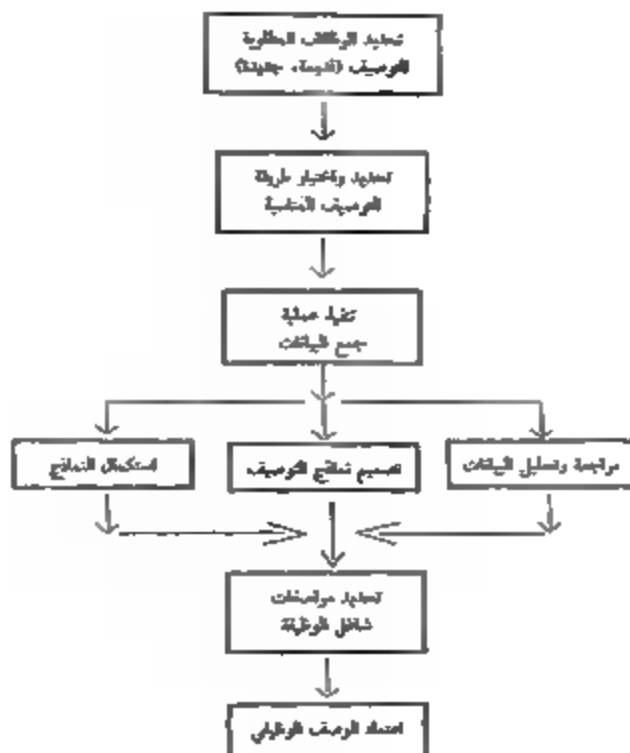 تحديد الوظائف المطلوبة
للتوصيف (قديمة، جديدة)
تحديد واختيار طريقة
التوصيف المناسبة
تنفيذ عملية
جمع البيانات
مراجعة وتحليل البيانات
تصميم نماذج التوصيف
استكمال النماذج
تحديد مواصفات
شاغل الوظيفة
اعتماد الوصف الوظيفي